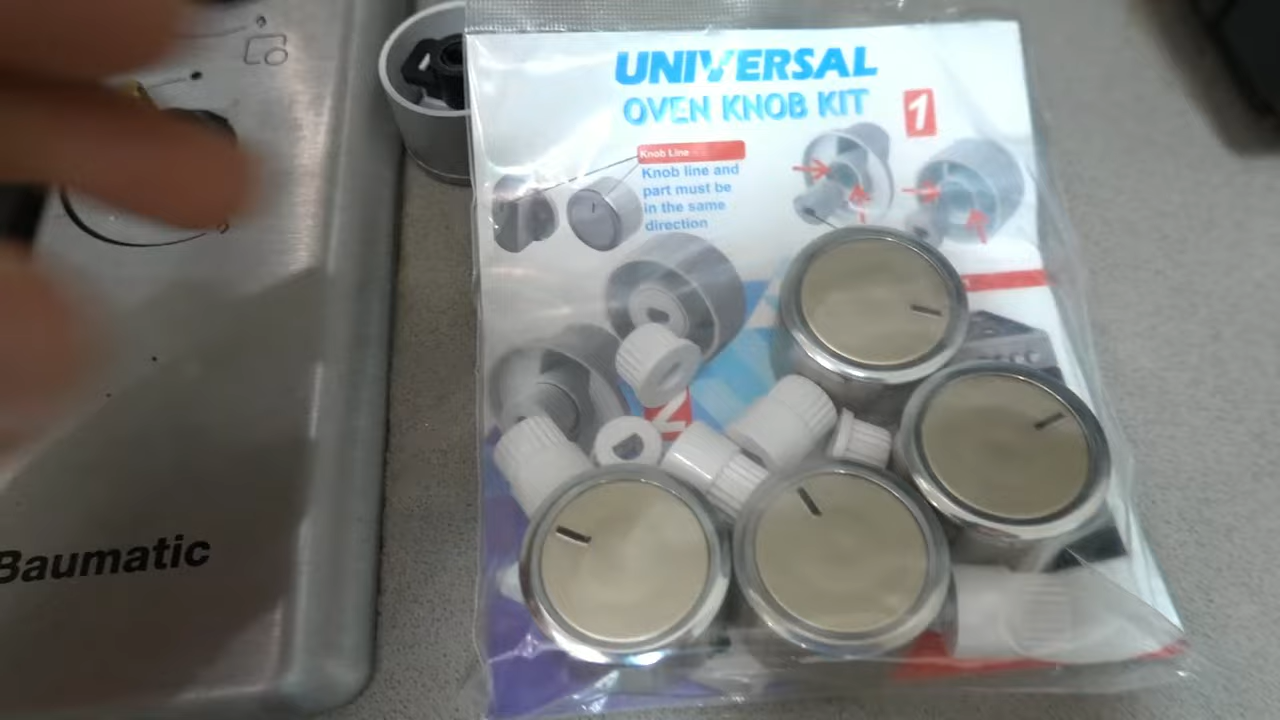 UNIVERSAL
OVEN KNOB KIT
1
Knob Line
Knob line and
part must be
in the same
direction
Baumatic